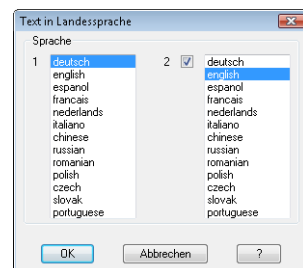 Text in Landessprache
Sprache
1
deutsch
english
espanol
francais
nederlands
italiano
chinese
russian
romanian
polish
czech
slovak
portuguese
2
deutsch
english
espanol
francais
nederlands
italiano
chinese
russian
romanian
polish
czech
slovak
portuguese
OK
Abbrechen
?